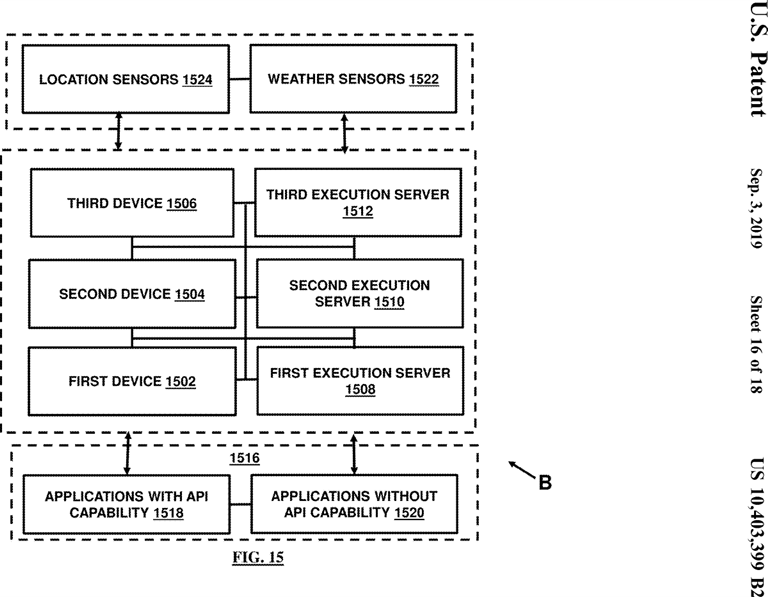 U.S. Patent
Sep. 3, 2019
Sheet 16 of 18
US 10,403,399 B2
LOCATION SENSORS 1524
WEATHER SENSORS 1522
THIRD DEVICE 1506
THIRD EXECUTION SERVER
1512
SECOND DEVICE 1504
SECOND EXECUTION
SERVER 1510
FIRST DEVICE 1502
FIRST EXECUTION SERVER
1508
1516
B
APPLICATIONS WITH API
CAPABILITY 1518
APPLICATIONS WITHOUT
API CAPABILITY 1520
FIG. 15